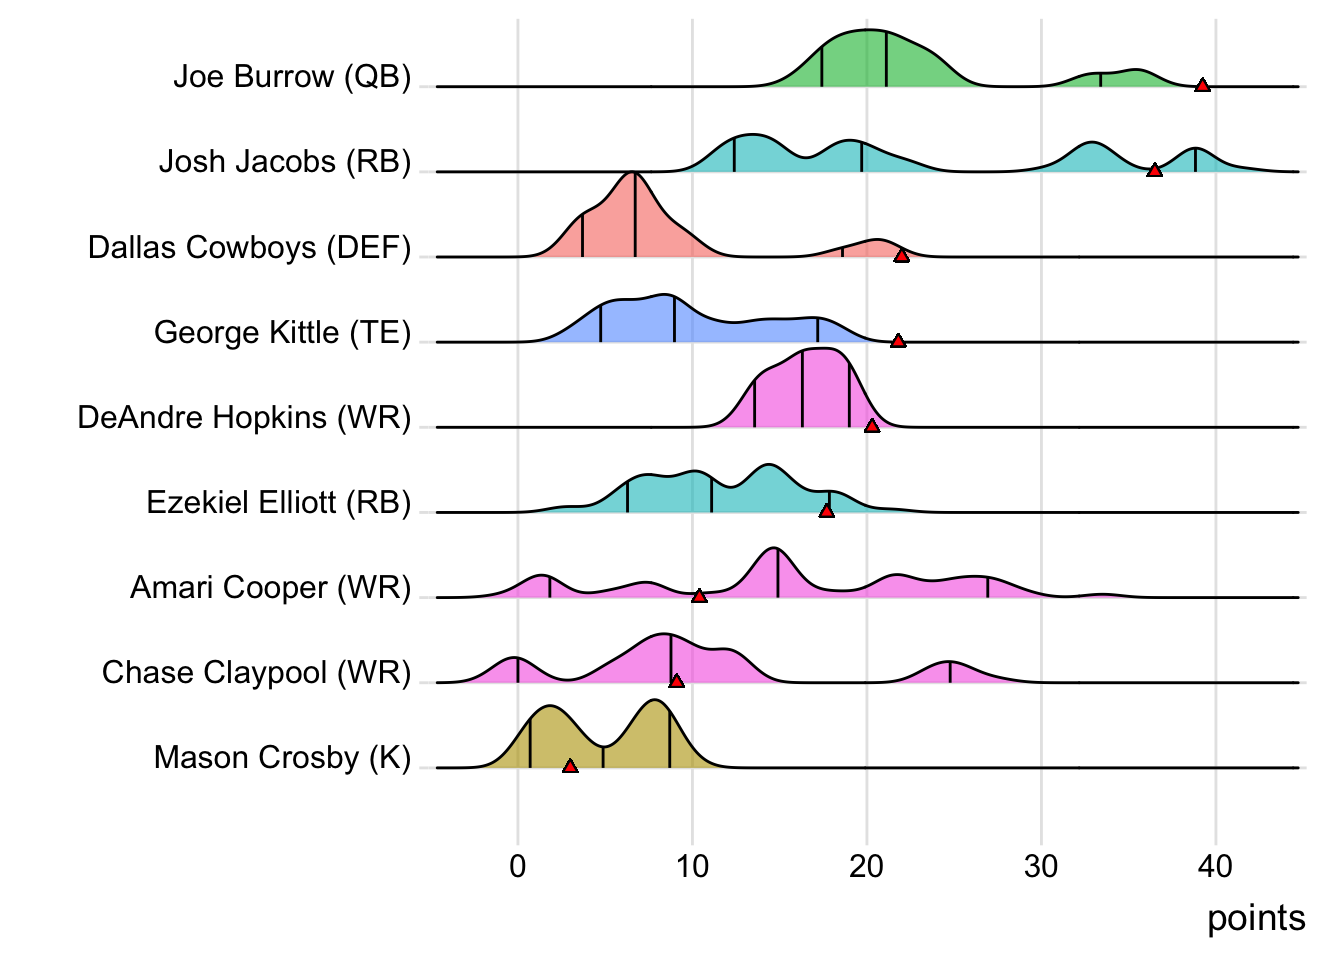 Joe Burrow (QB)
Josh Jacobs (RB)
Dallas Cowboys (DEF)
George Kittle (TE)
DeAndre Hopkins (WR)
Ezekiel Elliott (RB)
Amari Cooper (WR)
Chase Claypool (WR)
Mason Crosby (K)
0 10 20 30 40
points